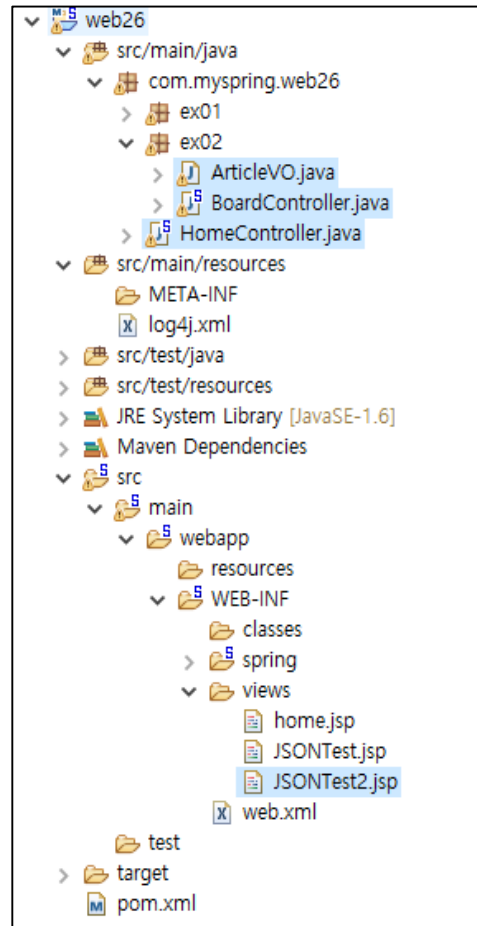 web26
src/main/java
com.myspring.web26
ex01
ex02
ArticleVO.java
BoardController.java
HomeController.java
src/main/resources
META-INF
log4j.xml
src/test/java
src/test/resources
JRE System Library [JavaSE-1.6]
Maven Dependencies
src
main
webapp
resources
WEB-INF
classes
spring
views
home.jsp
JSONTest.jsp
JSONTest2.jsp
web.xml
test
target
pom.xml